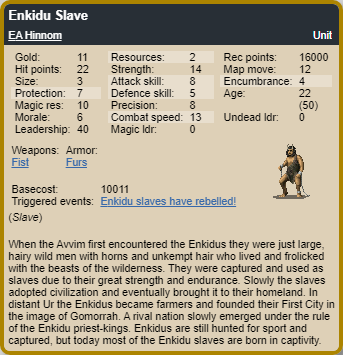 Enkidu Slave
EA Hinnom Unit
Gold: 11 Resources: 2 Rec points: 16000
Hit points: 22 Strength: 14 Map move: 12
Size: 3 Attack skill: 8 Encumbrance: 4
Protection: 7 Defence skill: 5 Age: 22
Magic res: 10 Precision: 8 (50)
Morale: 6 Combat speed: 13 Undead ldr: 0
Leadership: 40 Magic ldr: 0
Weapons: Armor:
Fist Furs
Basecost: 10011
Triggered events: Enkidu slaves have rebelled!
(Slave)
When the Avvim first encountered the Enkidus they were just large,
hairy wild men with horns and unkempt hair who lived and frolicked
with the beasts of the wilderness. They were captured and used as
slaves due to their great strength and endurance. Slowly the slaves
adopted civilization and eventually brought it to their homeland. In
distant Ur the Enkidus became farmers and founded their First City in
the image of Gomorrah. A rival nation slowly emerged under the rule
of the Enkidu priest-kings. Enkidus are still hunted for sport and
captured, but today most of the Enkidu slaves are born in captivity.